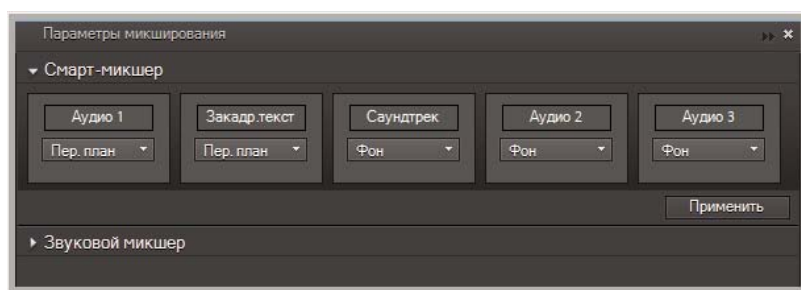 Параметры микширования
Смарт-микшер
Аудио 1 Закадр.текст Саундтрек Аудио 2 Аудио 3
Пер. план Пер. план Фон Фон Фон
Применить
Звуковой микшер